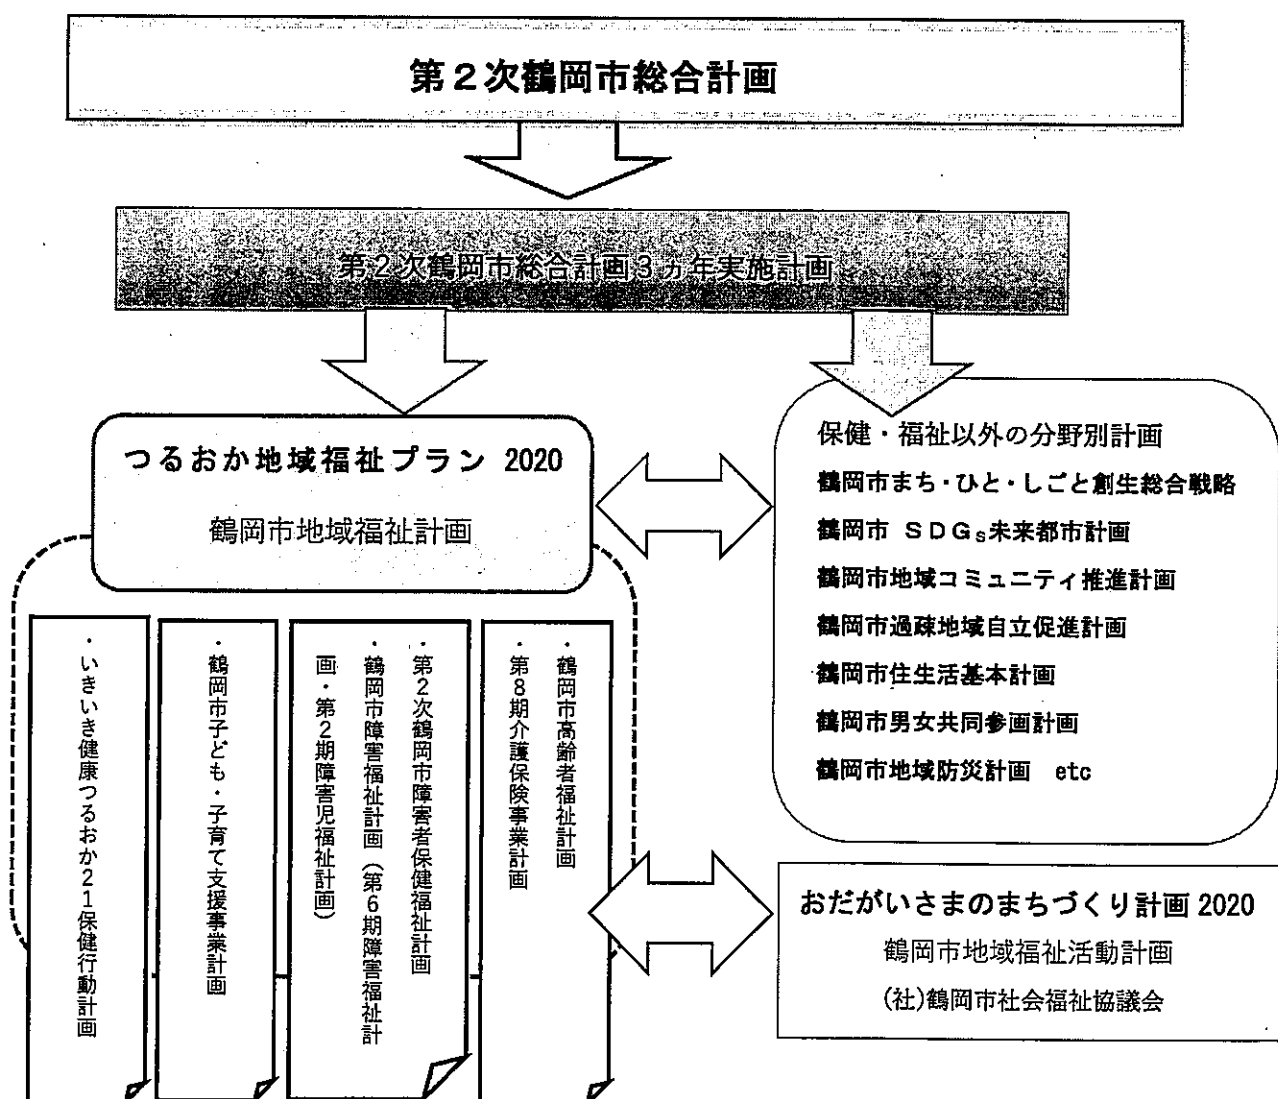 第２次鶴岡市総合計画
第２次鶴岡市総合計画３ヵ年実施計画
つるおか地域福祉プラン 2020
鶴岡市地域福祉計画
保健・福祉以外の分野別計画
鶴岡市まち・ひと・しごと創生総合戦略
鶴岡市 ＳＤＧs未来都市計画
鶴岡市地域コミュニティ推進計画
鶴岡市過疎地域自立促進計画
鶴岡市住生活基本計画
鶴岡市男女共同参画計画
鶴岡市地域防災計画 etc
・鶴岡市高齢者福祉計画
・第8期介護保険事業計画
・第2次鶴岡市障害者保健福祉計画
・鶴岡市障害福祉計画（第6期障害福祉計
画・第2期障害児福祉計画）
・鶴岡市子ども・子育て支援事業計画
・いきいき健康つるおか21保健行動計画
おだがいさまのまちづくり計画 2020
鶴岡市地域福祉活動計画
(社)鶴岡市社会福祉協議会